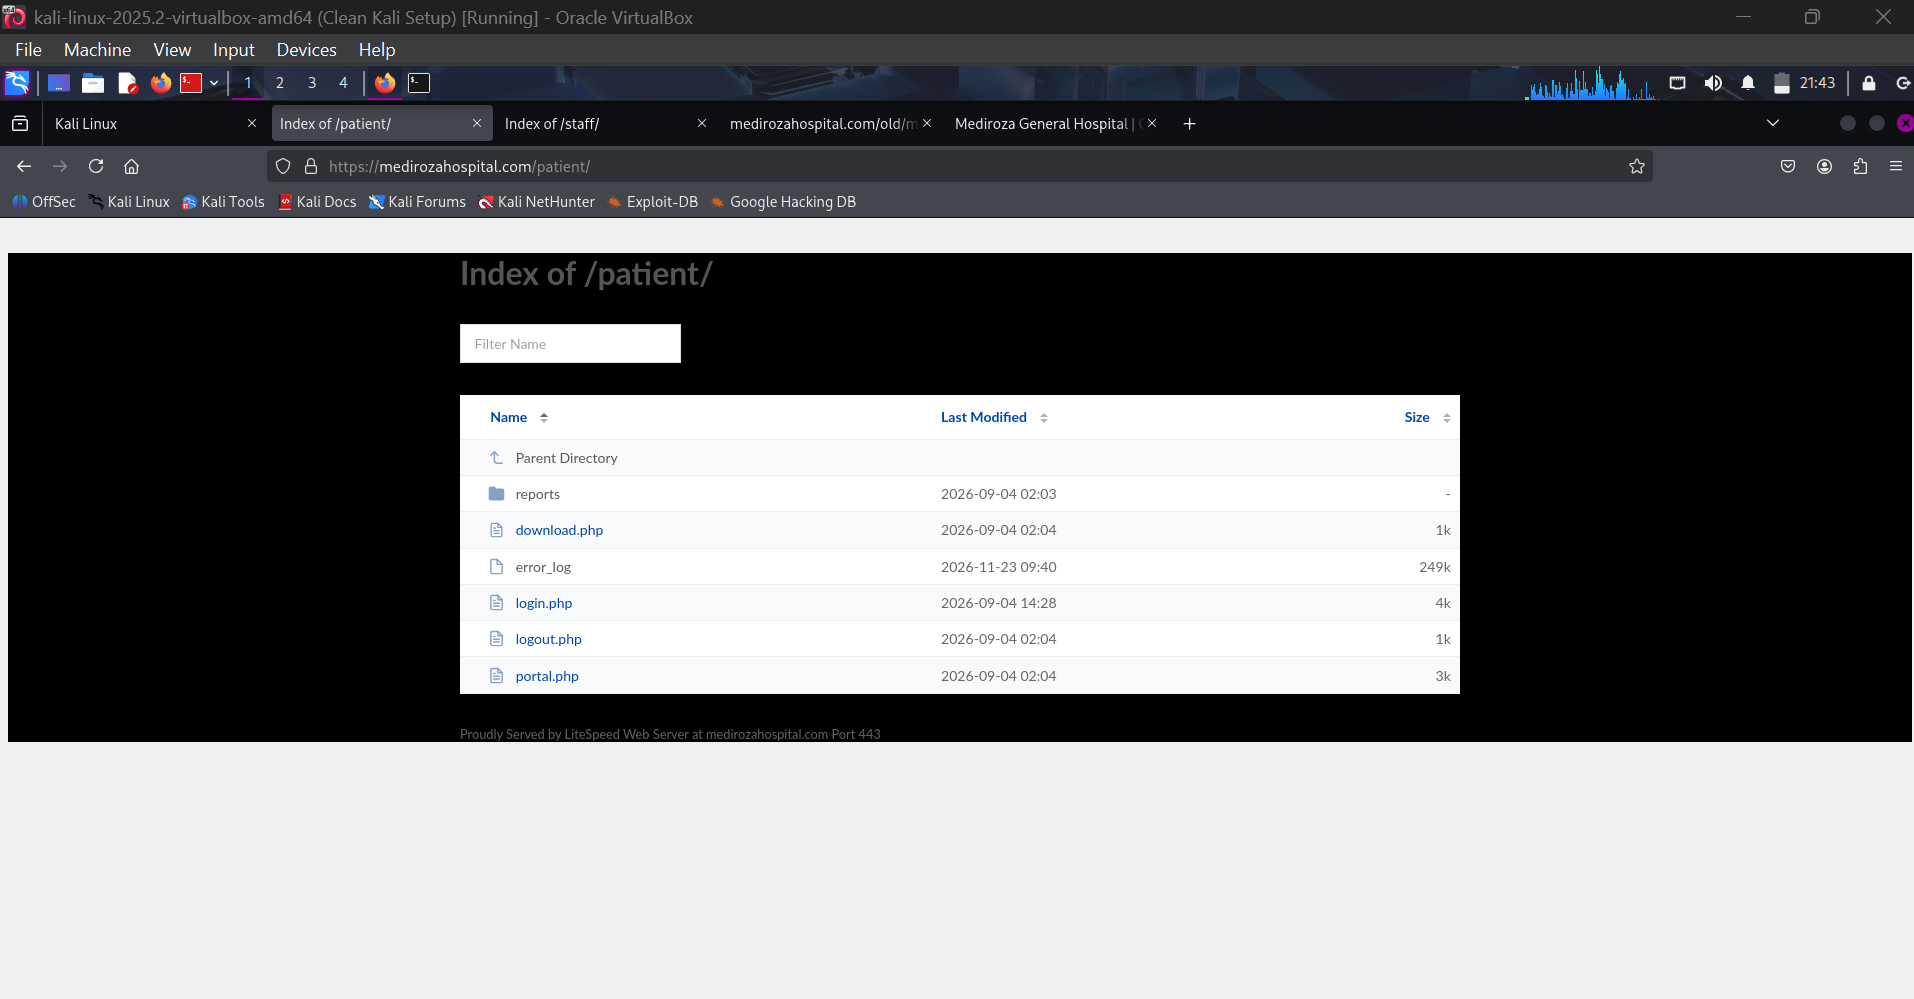 kali-linux-2025.2-virtualbox-amd64 (Clean Kali Setup) [Running] - Oracle VirtualBox
File Machine View Input Devices Help
1 2 3 4 21:43
Kali Linux Index of /patient/ Index of /staff/ medirozahospital.com/old/m Mediroza General Hospital |
https://medirozahospital.com/patient/
OffSec Kali Linux Kali Tools Kali Docs Kali Forums Kali NetHunter Exploit-DB Google Hacking DB
Index of /patient/
Filter Name
Name Last Modified Size
Parent Directory
reports 2026-09-04 02:03 -
download.php 2026-09-04 02:04 1k
error_log 2026-11-23 09:40 249k
login.php 2026-09-04 14:28 4k
logout.php 2026-09-04 02:04 1k
portal.php 2026-09-04 02:04 3k
Proudly Served by LiteSpeed Web Server at medirozahospital.com Port 443